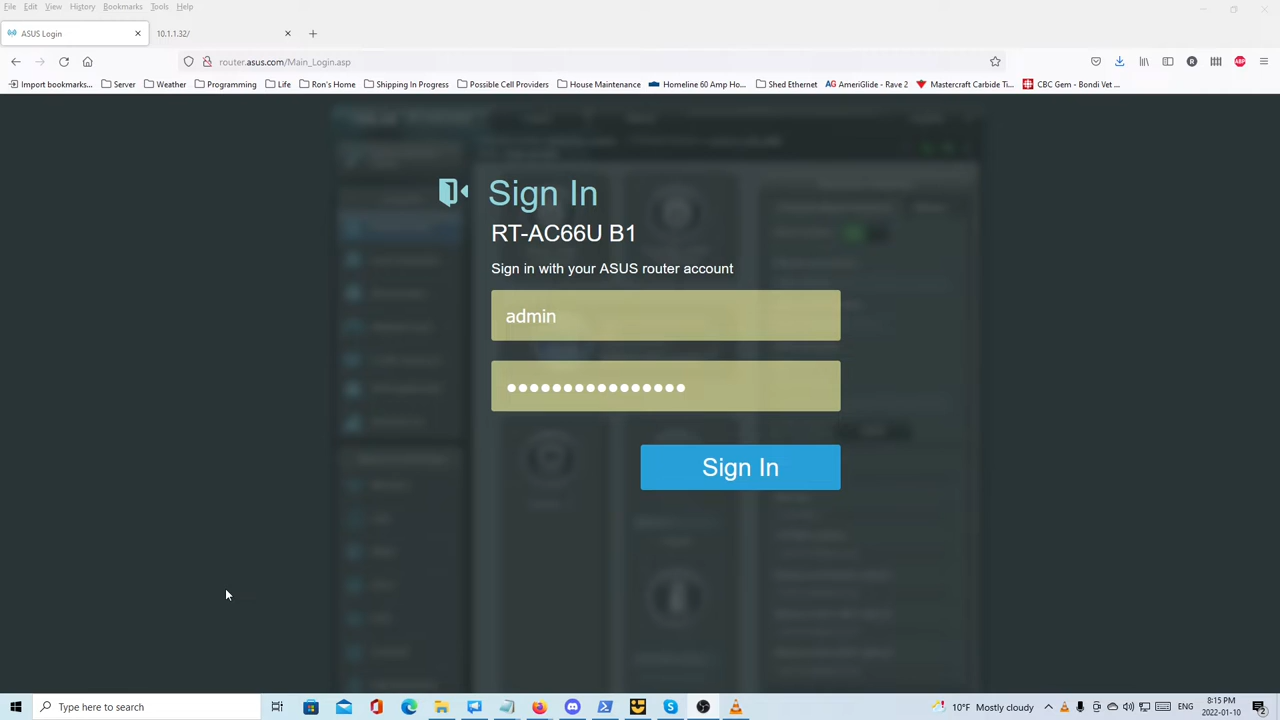 File Edit View History Bookmarks Tools Help
ASUS Login
10.1.1.32/
router.asus.com/Main_Login.asp
Import bookmarks... Server Weather Programming Life Ron's Home Shipping In Progress Possible Cell Providers House Maintenance Homeline 60 Amp Ho... Shed Ethernet AG AmeriGlide - Rave 2 Mastercraft Carbide Ti... CBC Gem - Bondi Vet ...
Sign In
RT-AC66U B1
Sign in with your ASUS router account
admin
Sign In
Type here to search
10°F Mostly cloudy
ENG
8:15 PM
2022-01-10
2